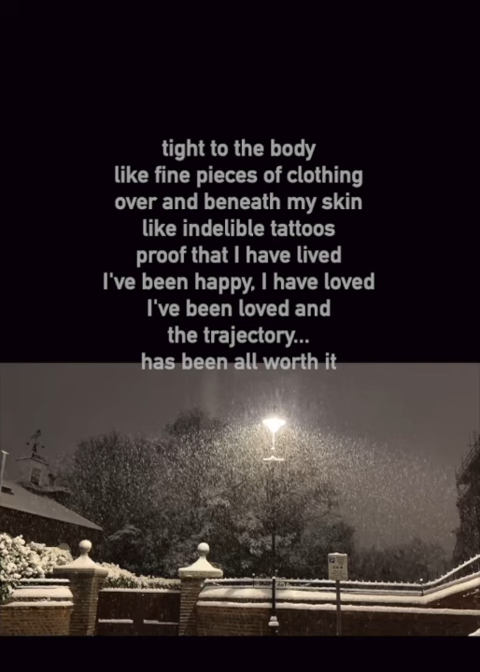 tight to the body
like fine pieces of clothing
over and beneath my skin
like indelible tattoos
proof that I have lived
I've been happy, I have loved
I've been loved and
the trajectory...
has been all worth it